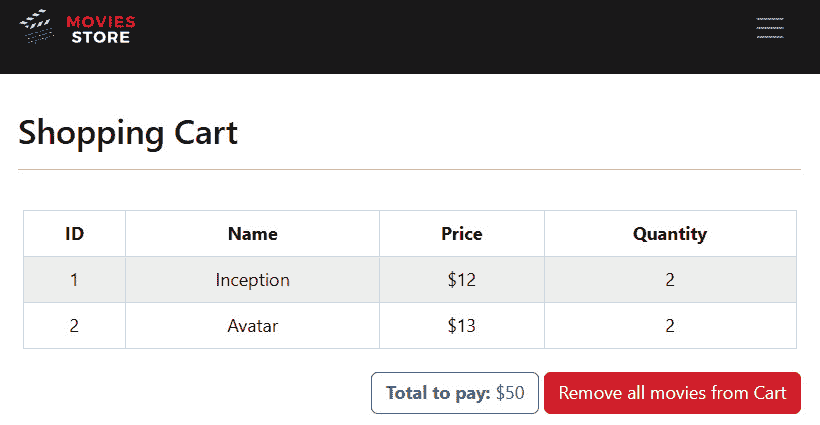 MOVIES
STORE
Shopping Cart
ID Name Price Quantity
1 Inception $12 2
2 Avatar $13 2
Total to pay: $50 Remove all movies from Cart